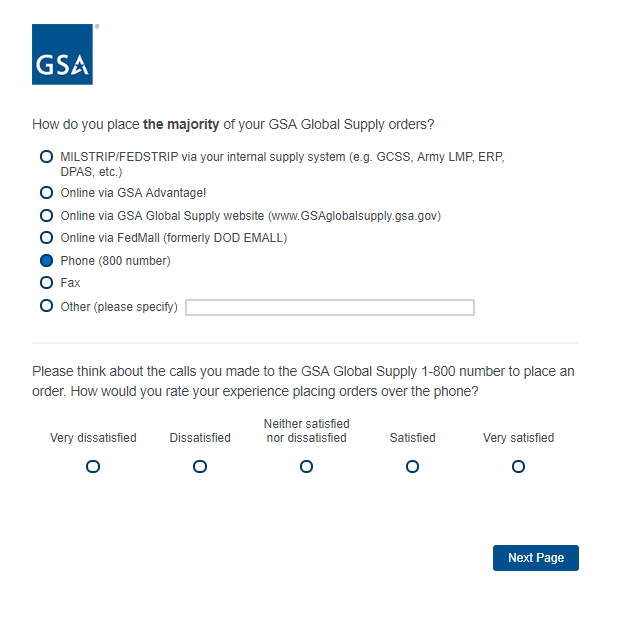 GSA
How do you place the majority of your GSA Global Supply orders?
MILSTRIP/FEDSTRIP via your internal supply system (e.g. GCSS, Army LMP, ERP,
DPAS, etc.)
Online via GSA Advantage!
Online via GSA Global Supply website (www.GSAglobalsupply.gsa.gov)
Online via FedMall (formerly DOD EMALL)
Phone (800 number)
Fax
Other (please specify)
Please think about the calls you made to the GSA Global Supply 1-800 number to place an
order. How would you rate your experience placing orders over the phone?
Very dissatisfied
Dissatisfied
Neither satisfied
nor dissatisfied
Satisfied
Very satisfied
Next Page